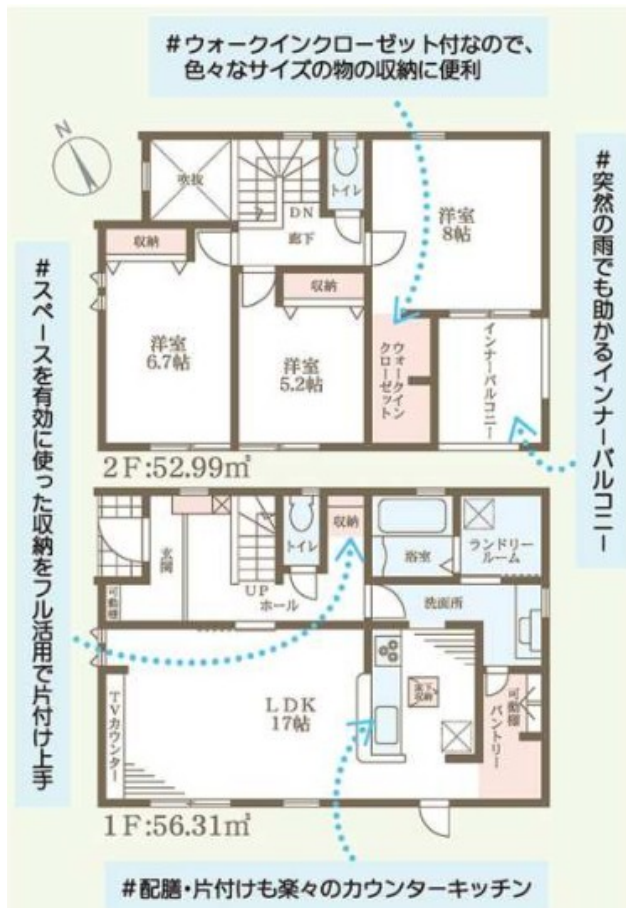 #ウォークインクローゼット付なので、
色々なサイズの物の収納に便利
N
吹抜
DN
廊下
トイレ
洋室
8帖
収納
収納
洋室
6.7帖
洋室
5.2帖
ウォークイン
クローゼット
インナーバルコニー
2F:52.99㎡
#突然の雨でも助かるインナーバルコニー
#スペースを有効に使った収納をフル活用で片付け上手
玄関
可動棚
UP
ホール
トイレ
収納
浴室
ランドリー
ルーム
洗面所
LDK
17帖
TVカウンター
床下
収納
可動棚
パントリー
1F:56.31㎡
#配膳・片付けも楽々のカウンターキッチン